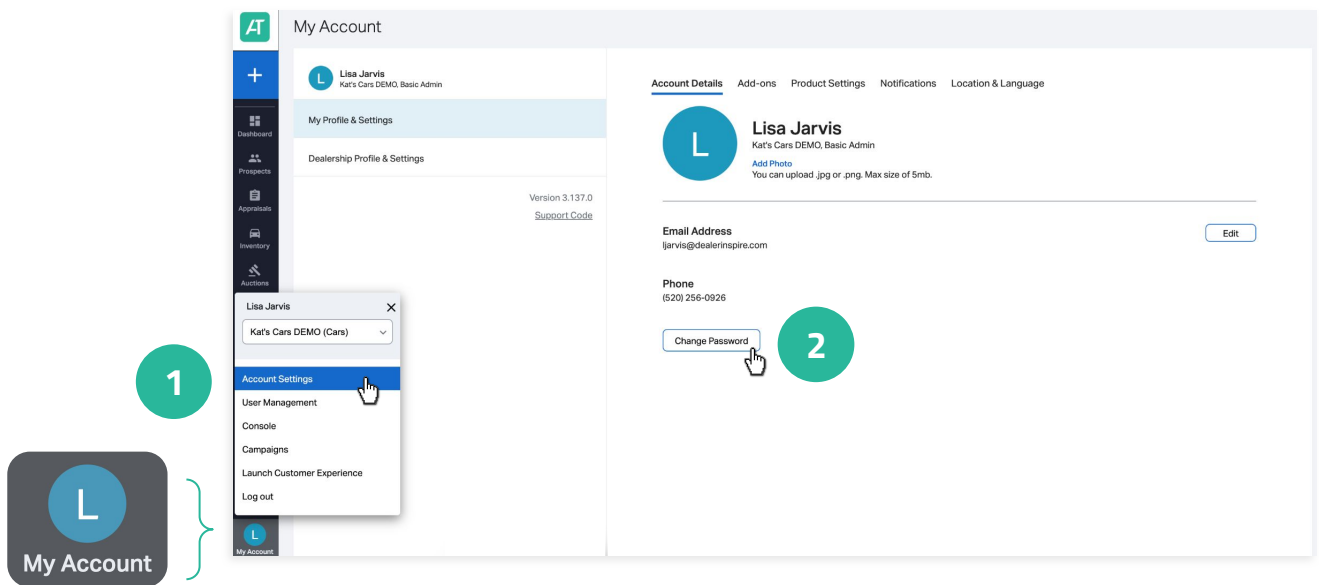 AT
My Account
+
L
Lisa Jarvis
Kat's Cars DEMO, Basic Admin
My Profile & Settings
Dealership Profile & Settings
Version 3.137.0
Support Code
Dashboard
Prospects
Appraisals
Inventory
Auctions
Account Details Add-ons Product Settings Notifications Location & Language
L
Lisa Jarvis
Kat's Cars DEMO, Basic Admin
Add Photo
You can upload .jpg or .png. Max size of 5mb.
Email Address
ljarvis@dealerinspire.com
Edit
Phone
(520) 256-0926
Change Password
2
1
Lisa Jarvis
Kat's Cars DEMO (Cars)
Account Settings
User Management
Console
Campaigns
Launch Customer Experience
Log out
L
My Account
L
My Account